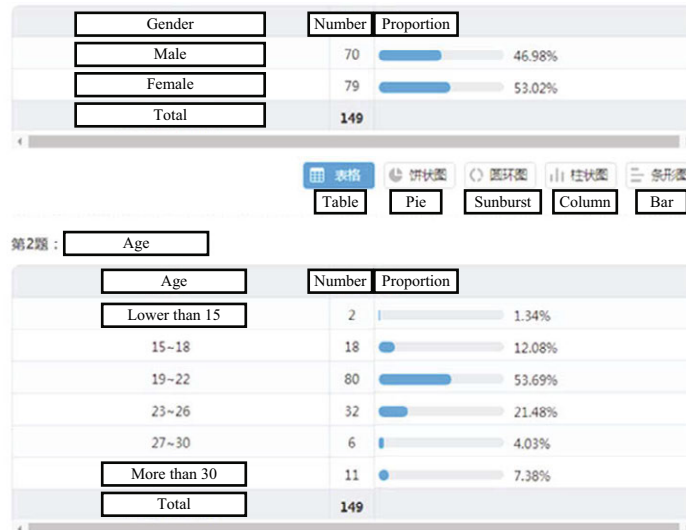 Gender Number Proportion
Male 70 46.98%
Female 79 53.02%
Total 149
表格 饼状图 圆环图 柱状图 条形图
Table Pie Sunburst Column Bar
第2题： Age
Age Number Proportion
Lower than 15 2 1.34%
15~18 18 12.08%
19~22 80 53.69%
23~26 32 21.48%
27~30 6 4.03%
More than 30 11 7.38%
Total 149